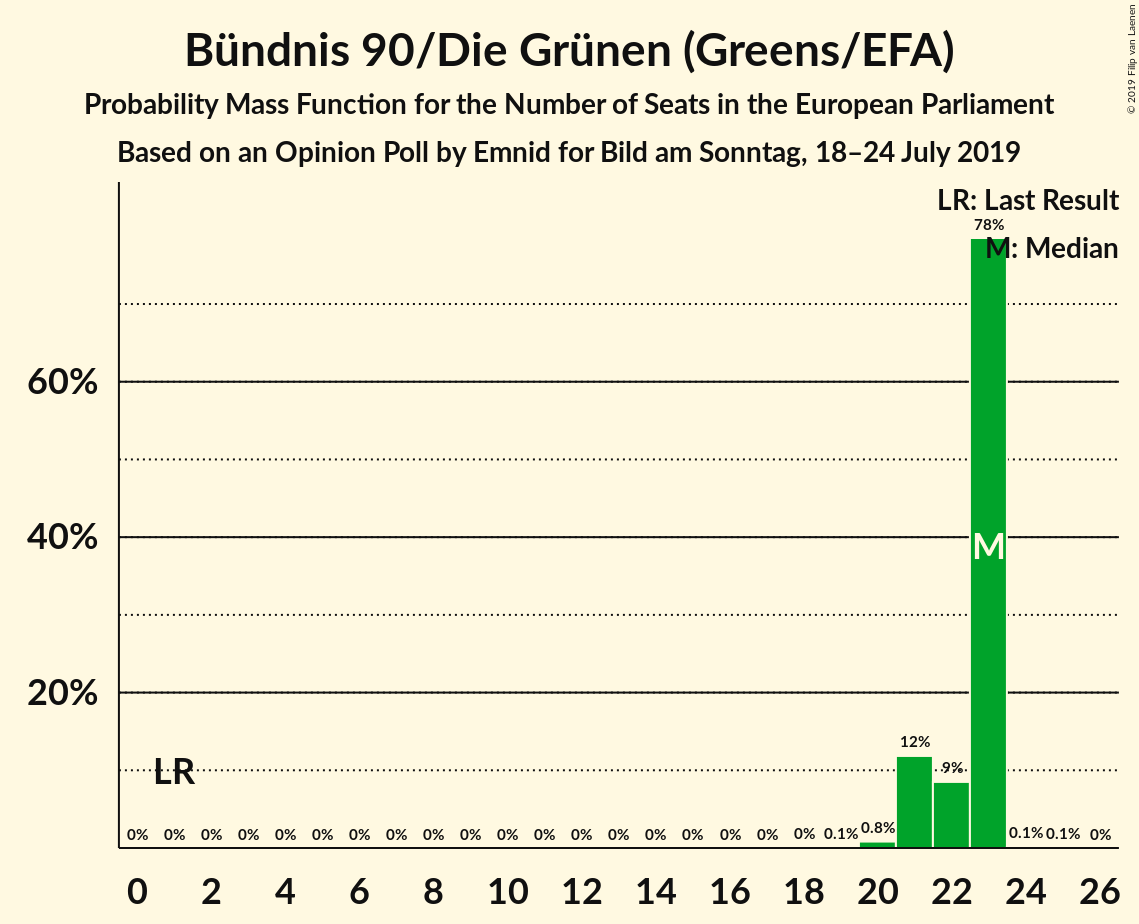 Bündnis 90/Die Grünen (Greens/EFA)
Probability Mass Function for the Number of Seats in the European Parliament
Based on an Opinion Poll by Emnid for Bild am Sonntag, 18–24 July 2019
© 2019 Filip van Laenen
LR: Last Result
78%
M: Median
60%
40%
M
20%
12%
9%
LR
0% 0% 0% 0% 0% 0% 0% 0% 0% 0% 0% 0% 0% 0% 0% 0% 0% 0% 0% 0.1% 0.8% 0.1% 0.1% 0%
0 2 4 6 8 10 12 14 16 18 20 22 24 26